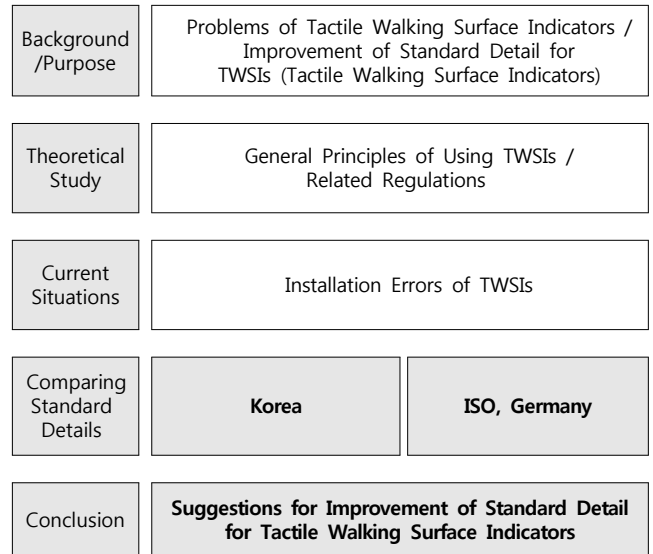 Background
/Purpose
Problems of Tactile Walking Surface Indicators /
Improvement of Standard Detail for
TWSIs (Tactile Walking Surface Indicators)
Theoretical
Study
General Principles of Using TWSIs /
Related Regulations
Current
Situations
Installation Errors of TWSIs
Comparing
Standard
Details
Korea
ISO, Germany
Conclusion
Suggestions for Improvement of Standard Detail
for Tactile Walking Surface Indicators